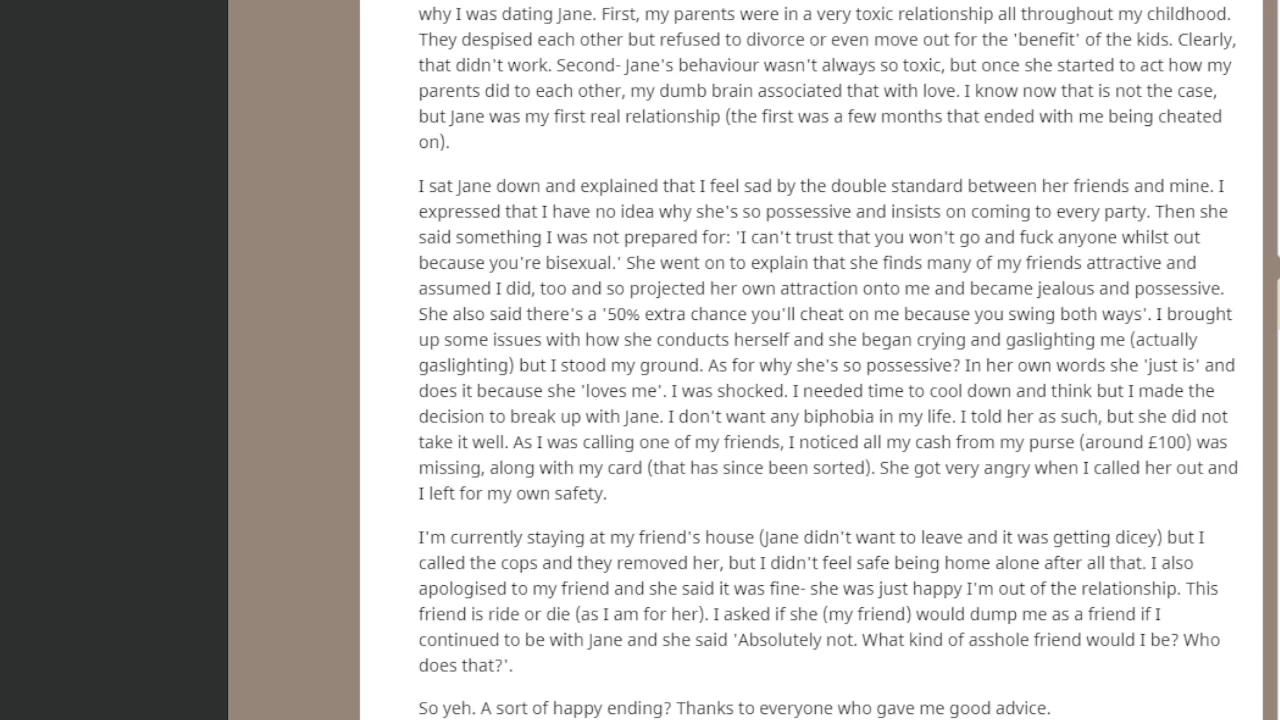 why I was dating Jane. First, my parents were in a very toxic relationship all throughout my childhood.
They despised each other but refused to divorce or even move out for the 'benefit' of the kids. Clearly,
that didn't work. Second- Jane's behaviour wasn't always so toxic, but once she started to act how my
parents did to each other, my dumb brain associated that with love. I know now that is not the case,
but Jane was my first real relationship (the first was a few months that ended with me being cheated
on).
I sat Jane down and explained that I feel sad by the double standard between her friends and mine. I
expressed that I have no idea why she's so possessive and insists on coming to every party. Then she
said something I was not prepared for: 'I can't trust that you won't go and fuck anyone whilst out
because you're bisexual.' She went on to explain that she finds many of my friends attractive and
assumed I did, too and so projected her own attraction onto me and became jealous and possessive.
She also said there's a '50% extra chance you'll cheat on me because you swing both ways'. I brought
up some issues with how she conducts herself and she began crying and gaslighting me (actually
gaslighting) but I stood my ground. As for why she's so possessive? In her own words she 'just is' and
does it because she 'loves me'. I was shocked. I needed time to cool down and think but I made the
decision to break up with Jane. I don't want any biphobia in my life. I told her as such, but she did not
take it well. As I was calling one of my friends, I noticed all my cash from my purse (around £100) was
missing, along with my card (that has since been sorted). She got very angry when I called her out and
I left for my own safety.
I'm currently staying at my friend's house (Jane didn't want to leave and it was getting dicey) but I
called the cops and they removed her, but I didn't feel safe being home alone after all that. I also
apologised to my friend and she said it was fine- she was just happy I'm out of the relationship. This
friend is ride or die (as I am for her). I asked if she (my friend) would dump me as a friend if I
continued to be with Jane and she said 'Absolutely not. What kind of asshole friend would I be? Who
does that?'.
So yeh. A sort of happy ending? Thanks to everyone who gave me good advice.